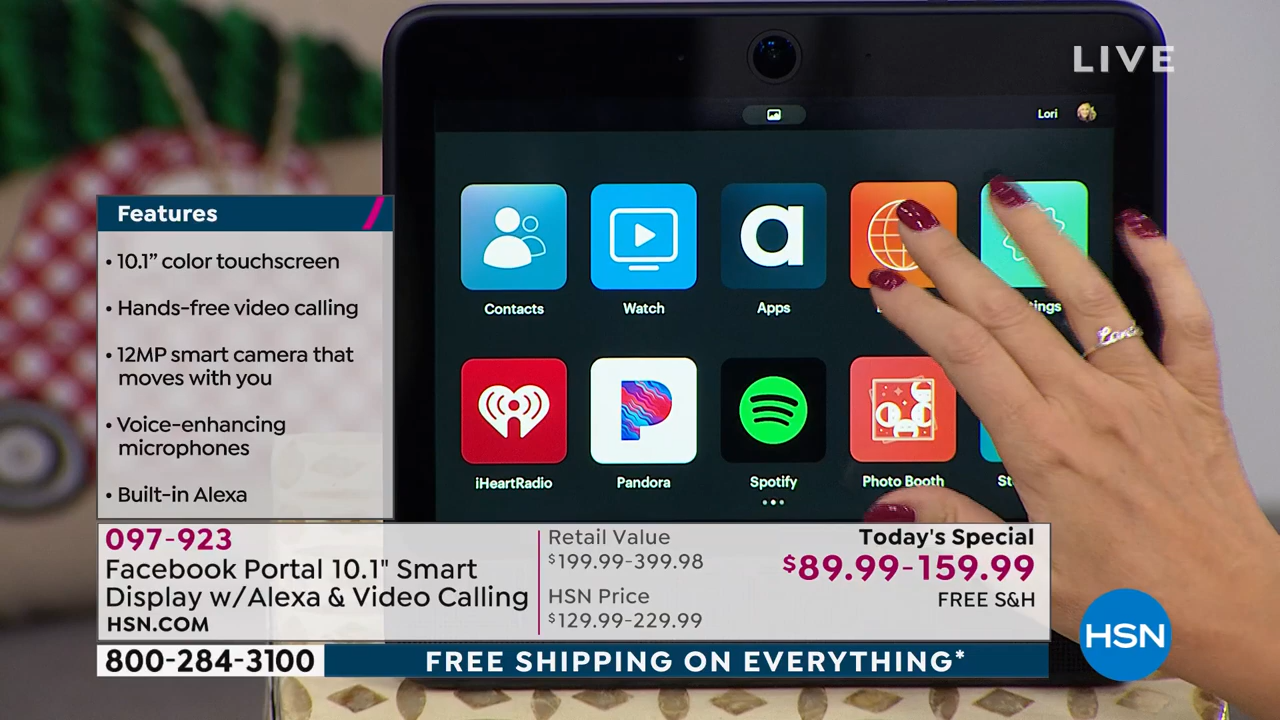 LIVE
Lori
Features
• 10.1” color touchscreen
• Hands-free video calling
• 12MP smart camera that
moves with you
• Voice-enhancing
microphones
• Built-in Alexa
a
Contacts
Watch
Apps
iHeartRadio
Pandora
Spotify
Photo Booth
097-923
Facebook Portal 10.1" Smart
Display w/Alexa & Video Calling
HSN.COM
Retail Value
$199.99-399.98
HSN Price
$129.99-229.99
Today's Special
$89.99-159.99
FREE S&H
HSN
800-284-3100
FREE SHIPPING ON EVERYTHING*